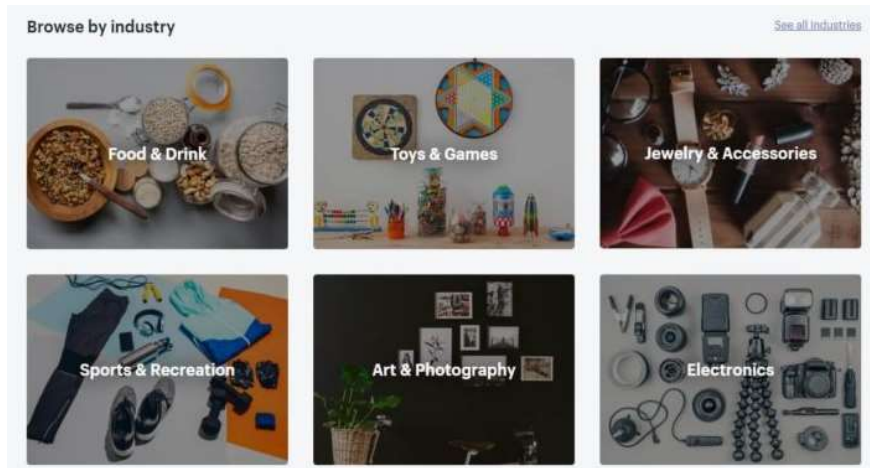 Browse by industry
See all industries
Food & Drink
Toys & Games
Jewelry & Accessories
Sports & Recreation
Art & Photography
Electronics